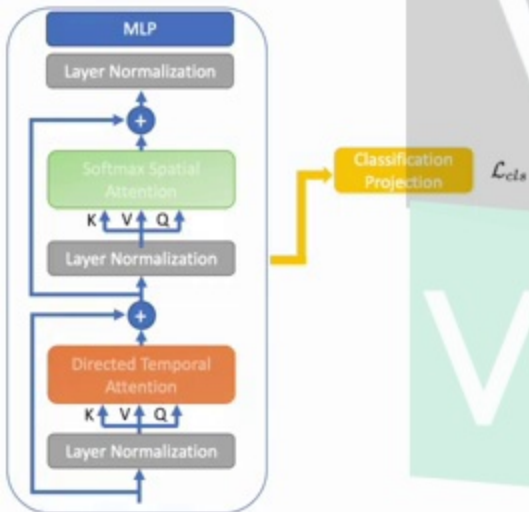 MLP
Layer Normalization
+
Softmax Spatial
Attention
K V Q
Layer Normalization
+
Directed Temporal
Attention
K V Q
Layer Normalization
Classification
Projection
ℒcls
V